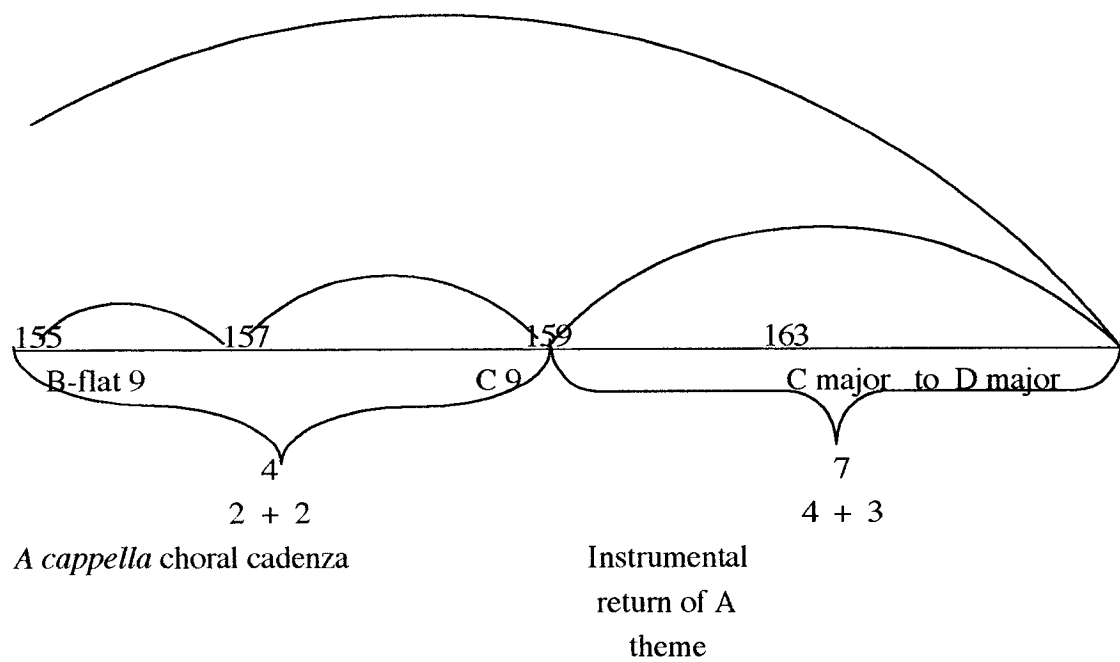 155 157 159 163
B-flat 9 C 9 C major to D major
4 7
2 + 2 4 + 3
A cappella choral cadenza Instrumental
return of A
theme